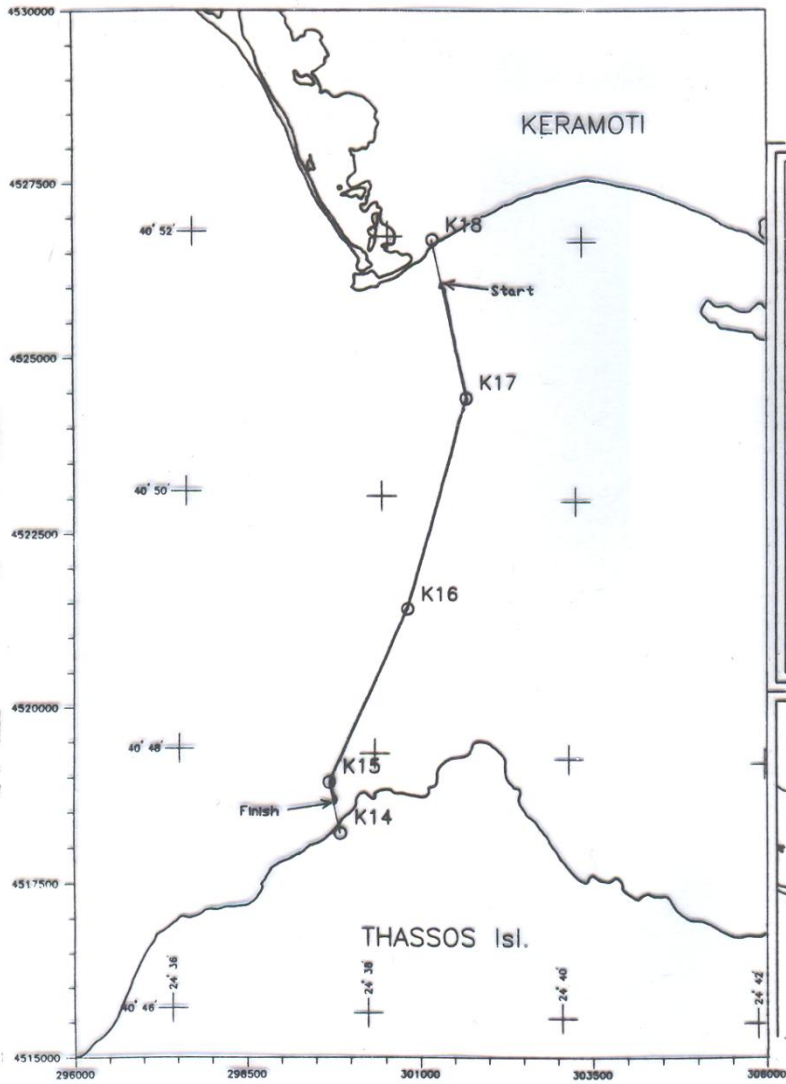 4530000
KERAMOTI
4527500
40° 52'
K18
Start
4525000
K17
40° 50'
4522500
K16
4520000
40° 48'
K15
Finish
K14
4517500
THASSOS Isl.
24° 36'
24° 38'
24° 40'
24° 42'
40° 46'
4515000
296000
298500
301000
303500
306000